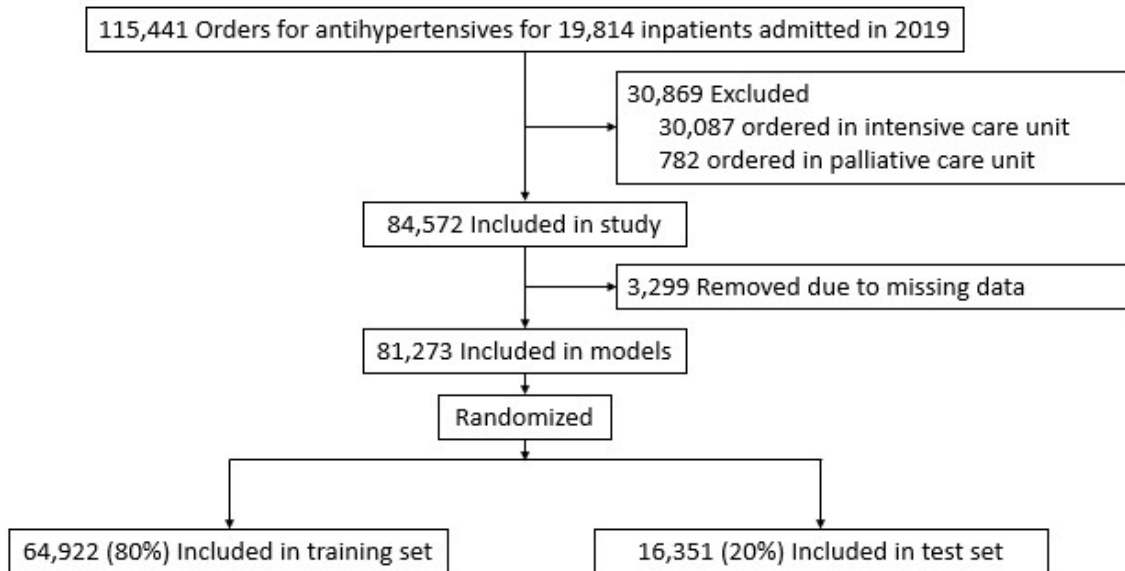 115,441 Orders for antihypertensives for 19,814 inpatients admitted in 2019
30,869 Excluded
30,087 ordered in intensive care unit
782 ordered in palliative care unit
84,572 Included in study
3,299 Removed due to missing data
81,273 Included in models
Randomized
64,922 (80%) Included in training set
16,351 (20%) Included in test set